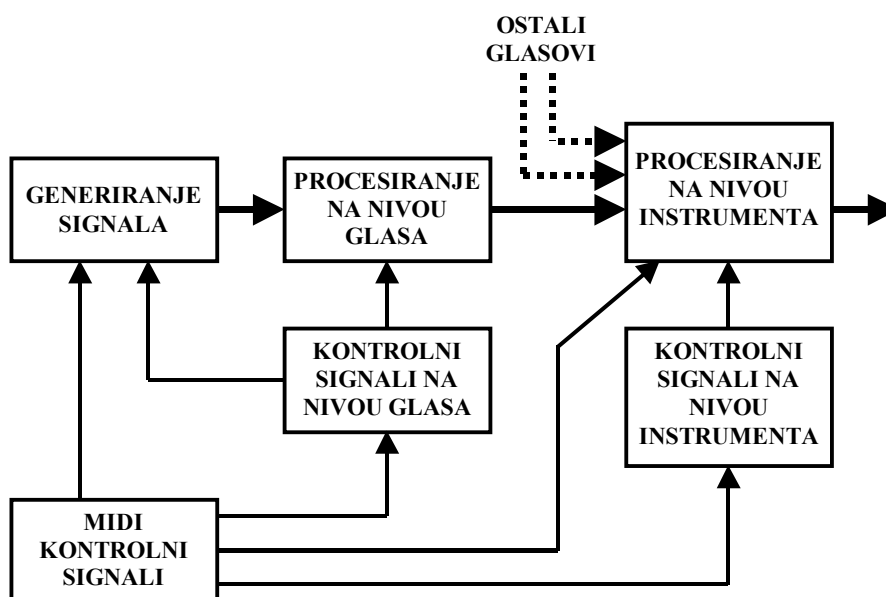 OSTALI
GLASOVI
GENERIRANJE
SIGNALA
PROCESIRANJE
NA NIVOU
GLASA
PROCESIRANJE
NA NIVOU
INSTRUMENTA
KONTROLNI
SIGNALI NA
NIVOU GLASA
KONTROLNI
SIGNALI NA
NIVOU
INSTRUMENTA
MIDI
KONTROLNI
SIGNALI